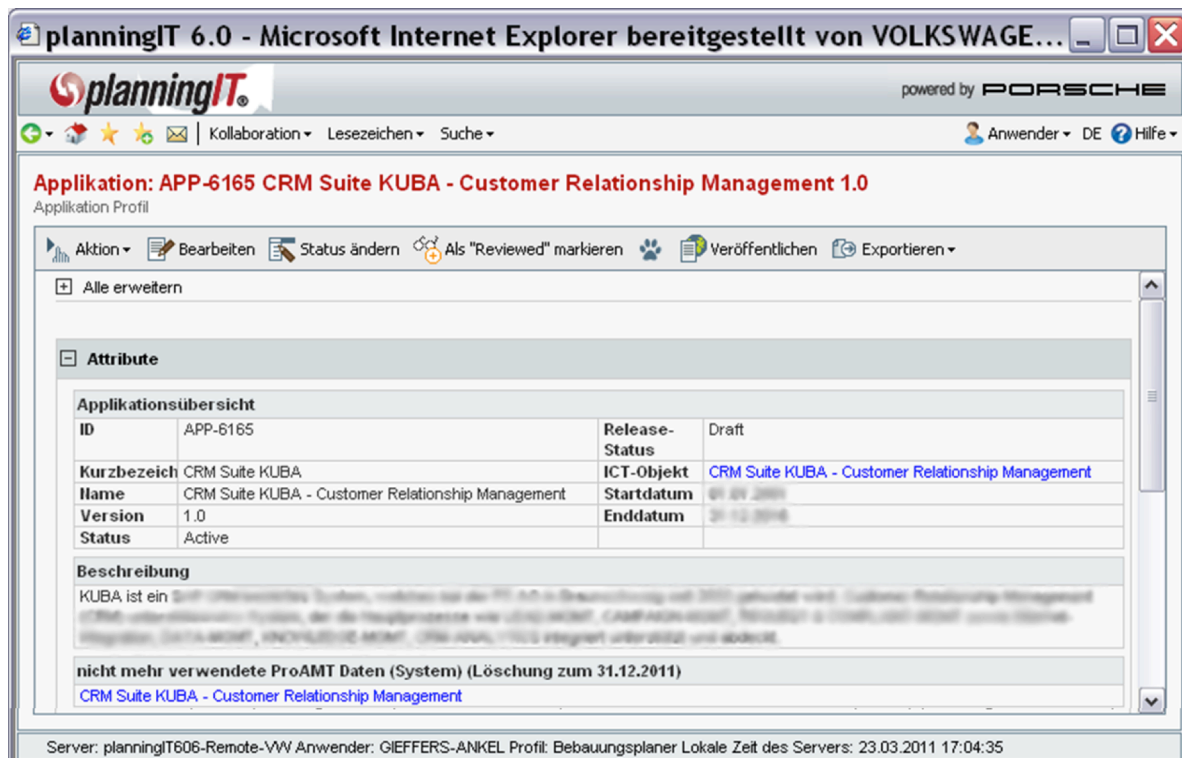 planningIT 6.0 - Microsoft Internet Explorer bereitgestellt von VOLKSWAGE...
planningIT®
powered by PORSCHE
Kollaboration Lesezeichen Suche Anwender DE Hilfe
Applikation: APP-6165 CRM Suite KUBA - Customer Relationship Management 1.0
Applikation Profil
Aktion Bearbeiten Status ändern Als "Reviewed" markieren Veröffentlichen Exportieren
Alle erweitern
Attribute
Applikationsübersicht
ID APP-6165 Release-Status Draft
Kurzbezeich CRM Suite KUBA ICT-Objekt CRM Suite KUBA - Customer Relationship Management
Name CRM Suite KUBA - Customer Relationship Management Startdatum
Version 1.0 Enddatum
Status Active
Beschreibung
KUBA ist ein
nicht mehr verwendete ProAMT Daten (System) (Löschung zum 31.12.2011)
CRM Suite KUBA - Customer Relationship Management
Server: planningIT606-Remote-VW Anwender: GIEFFERS-ANKEL Profil: Bebauungsplaner Lokale Zeit des Servers: 23.03.2011 17:04:35